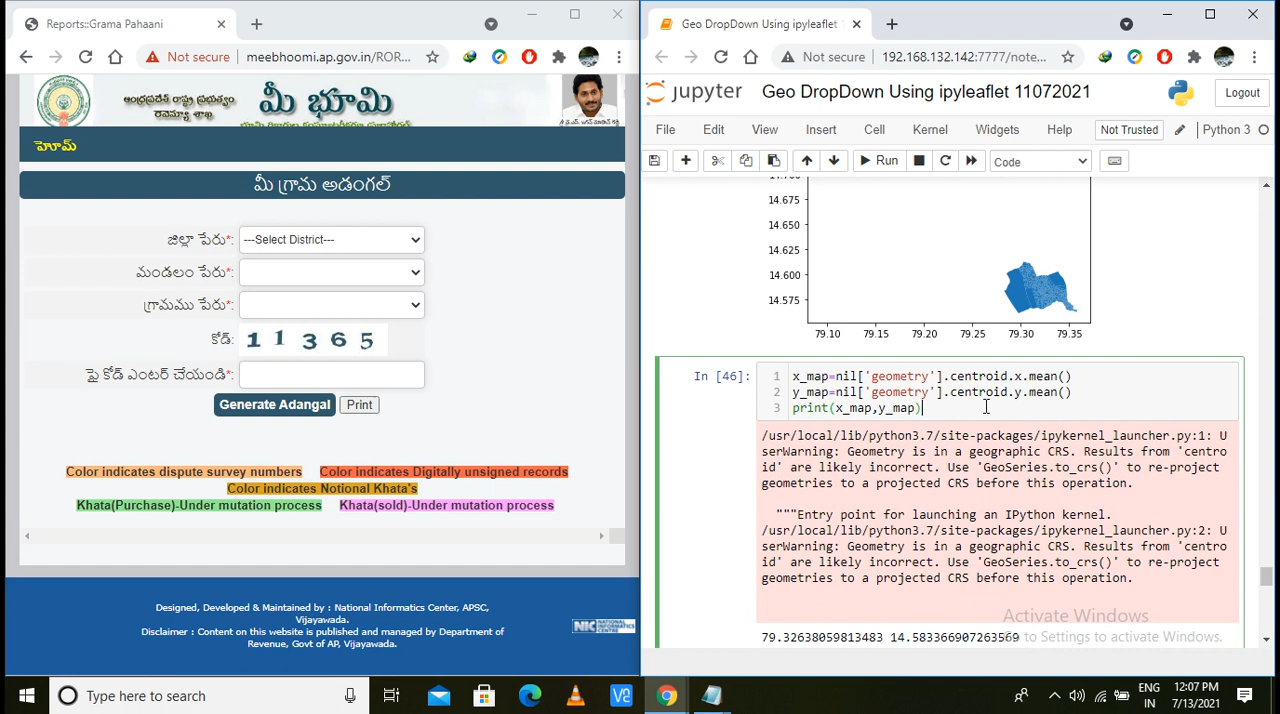 Reports::Grama Pahaani
Not secure
meebhoomi.ap.gov.in/ROR...
ఆంధ్రప్రదేశ్ రాష్ట్ర ప్రభుత్వం
రెవెన్యూ శాఖ
మీ భూమి
హోమ్
మీ గ్రామ అడంగల్
జిల్లా పేరు*:
---Select District---
మండలం పేరు*:
గ్రామము పేరు*:
కోడ్:
1 1 3 6 5
పై కోడ్ ఎంటర్ చేయండి*:
Generate Adangal
Print
Color indicates dispute survey numbers
Color indicates Digitally unsigned records
Color indicates Notional Khata's
Khata(Purchase)-Under mutation process
Khata(sold)-Under mutation process
Designed, Developed & Maintained by : National Informatics Center, APSC,
Vijayawada.
Disclaimer : Content on this website is published and managed by Department of
Revenue, Govt of AP, Vijayawada.
NIC NATIONAL
INFORMATICS
CENTRE
Geo DropDown Using ipyleaflet 1
Not secure
192.168.132.142:7777/note...
jupyter
Geo DropDown Using ipyleaflet 11072021
Logout
File Edit View Insert Cell Kernel Widgets Help
Not Trusted
Python 3
Run
Code
14.700
14.675
14.650
14.625
14.600
14.575
79.10 79.15 79.20 79.25 79.30 79.35
In [46]:
1 x_map=nil['geometry'].centroid.x.mean()
2 y_map=nil['geometry'].centroid.y.mean()
3 print(x_map,y_map)
/usr/local/lib/python3.7/site-packages/ipykernel_launcher.py:1: U
serWarning: Geometry is in a geographic CRS. Results from 'centro
id' are likely incorrect. Use 'GeoSeries.to_crs()' to re-project
geometries to a projected CRS before this operation.
"""Entry point for launching an IPython kernel.
/usr/local/lib/python3.7/site-packages/ipykernel_launcher.py:2: U
serWarning: Geometry is in a geographic CRS. Results from 'centro
id' are likely incorrect. Use 'GeoSeries.to_crs()' to re-project
geometries to a projected CRS before this operation.
79.32638059813483 14.583366907263569
Activate Windows
Go to Settings to activate Windows.
Type here to search
V2
ENG
IN
12:07 PM
7/13/2021